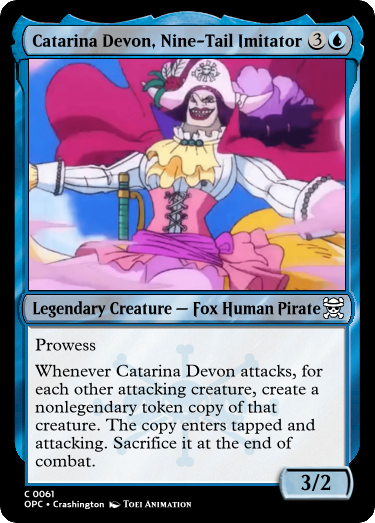 Catarina Devon, Nine-Tail Imitator 3
Legendary Creature — Fox Human Pirate
Prowess
Whenever Catarina Devon attacks, for
each other attacking creature, create a
nonlegendary token copy of that
creature. The copy enters tapped and
attacking. Sacrifice it at the end of
combat.
3/2
C 0061
OPC • Crashington Toei Animation